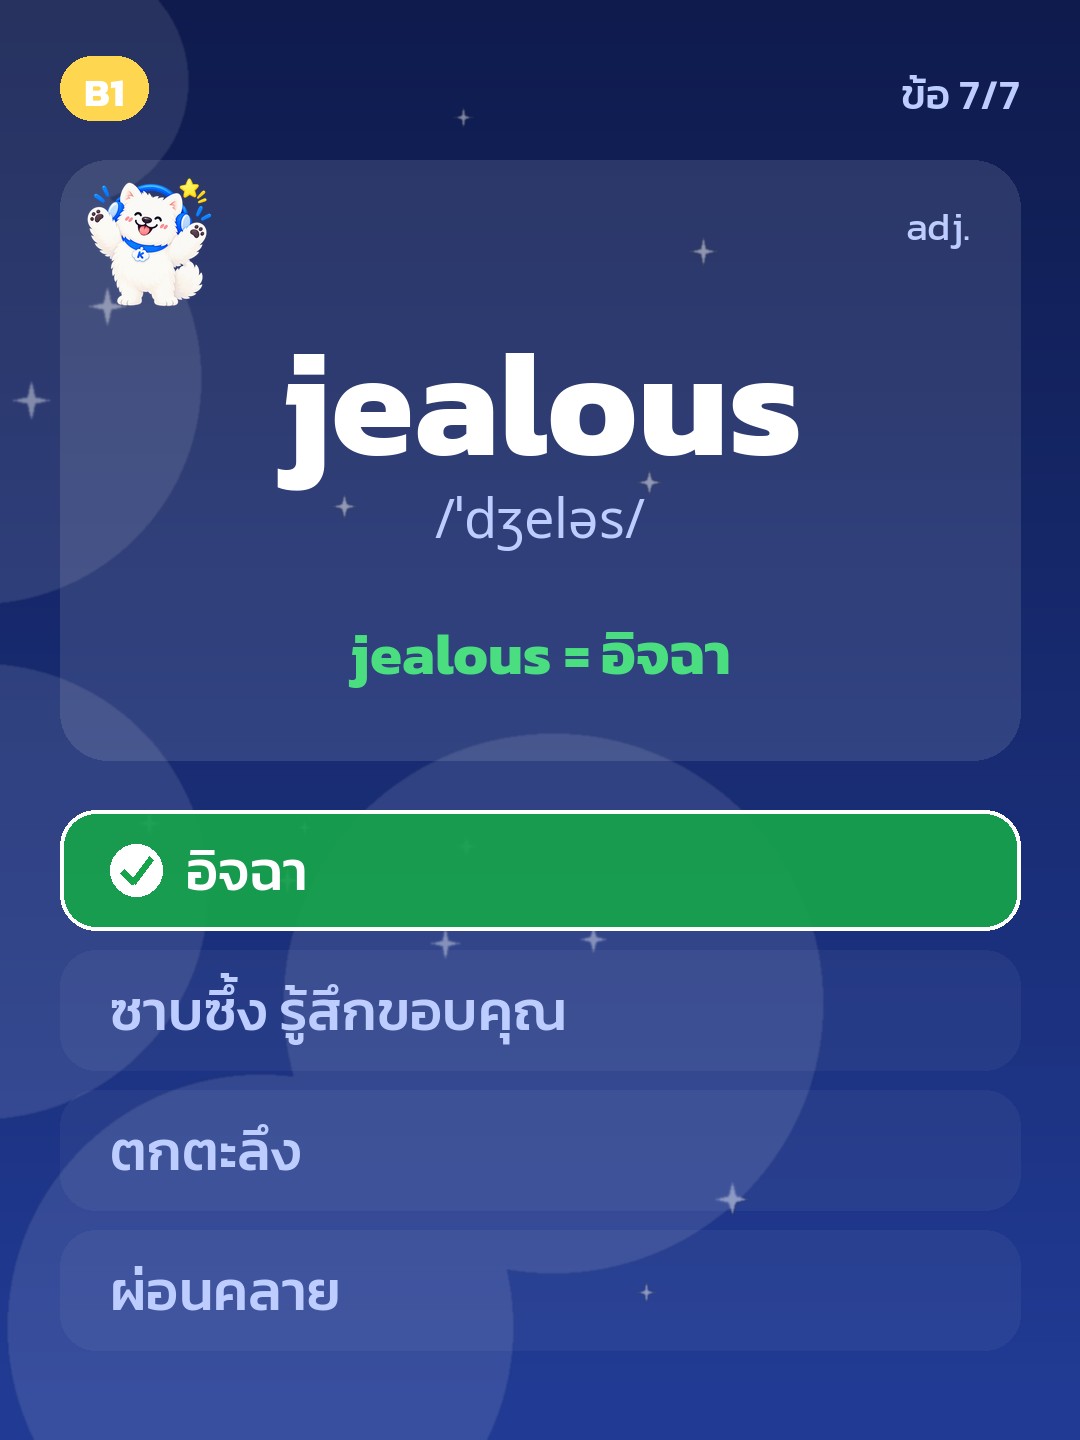 B1
ข้อ 7/7
adj.
K
jealous
/ˈdʒeləs/
jealous = อิจฉา
อิจฉา
ซาบซึ้ง รู้สึกขอบคุณ
ตกตะลึง
ผ่อนคลาย